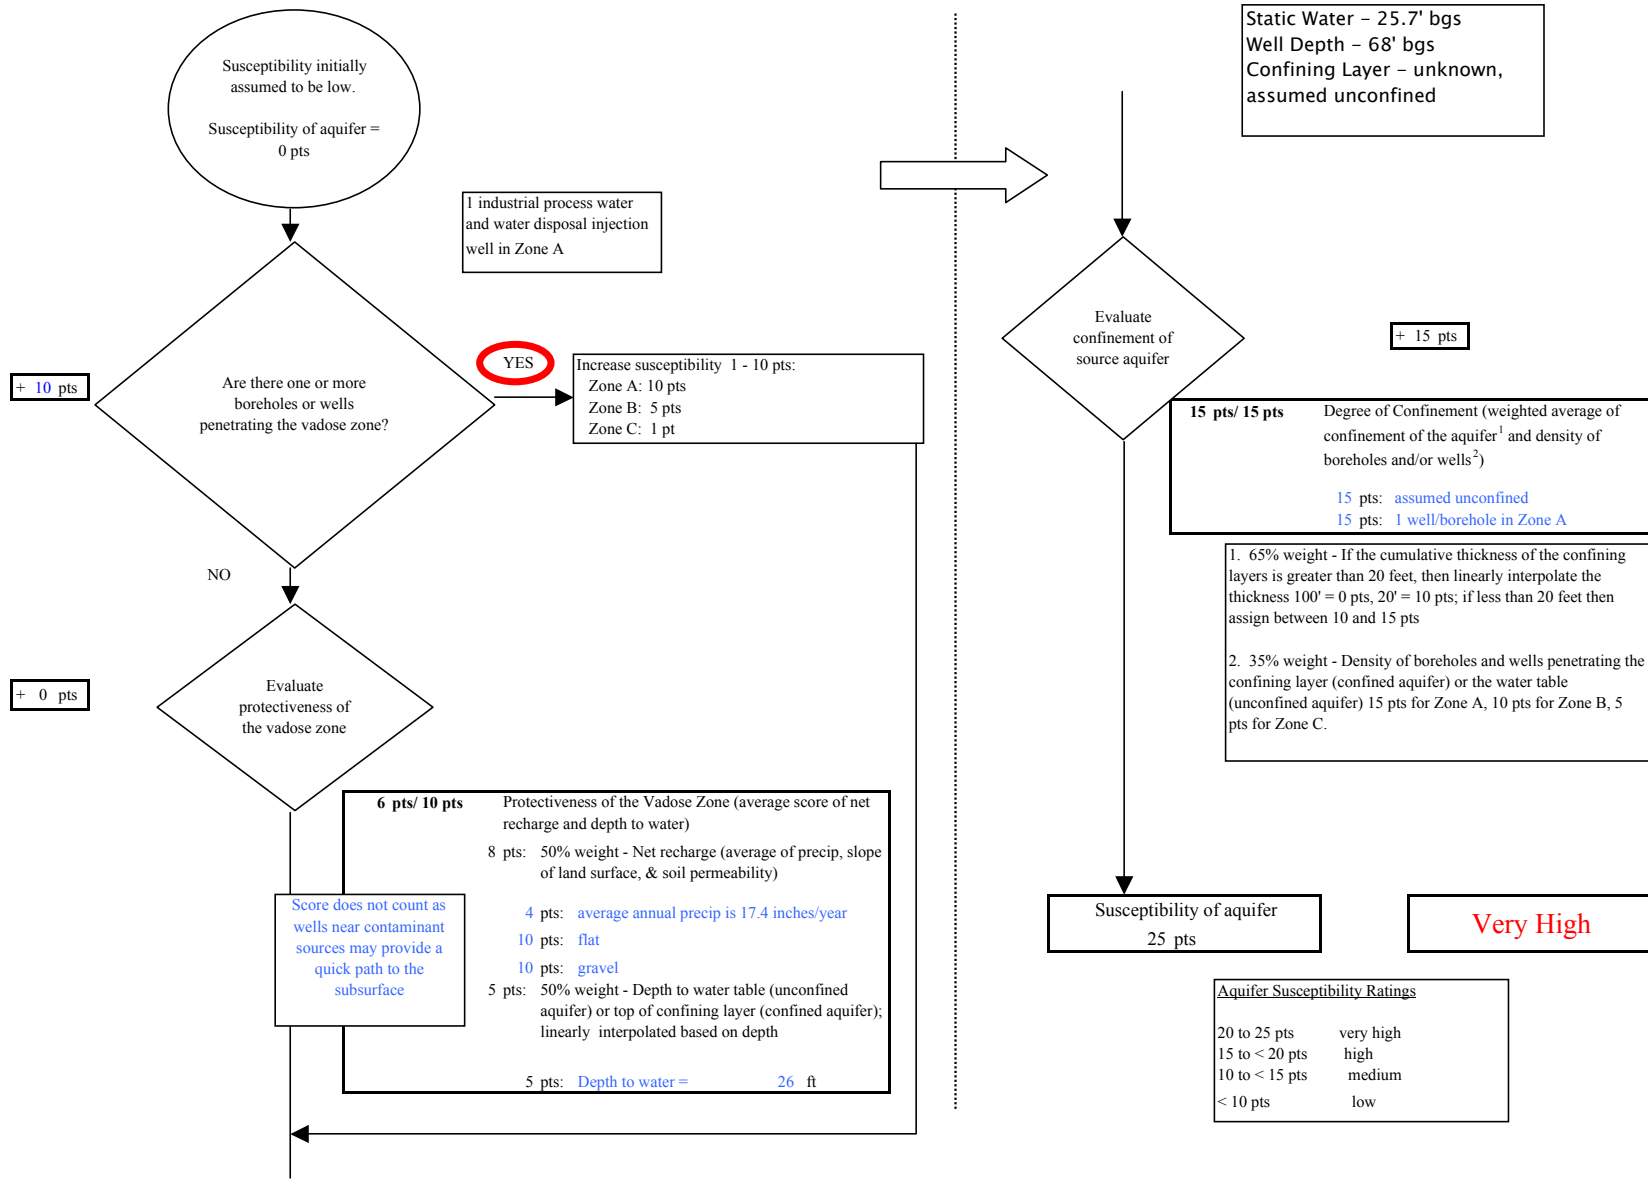 Susceptibility initially
assumed to be low.
Susceptibility of aquifer =
0 pts
1 industrial process water
and water disposal injection
well in Zone A
+ 10 pts
Are there one or more
boreholes or wells
penetrating the vadose zone?
YES
Increase susceptibility 1 - 10 pts:
Zone A: 10 pts
Zone B: 5 pts
Zone C: 1 pt
NO
+ 0 pts
Evaluate
protectiveness of
the vadose zone
6 pts/ 10 pts Protectiveness of the Vadose Zone (average score of net
recharge and depth to water)
8 pts: 50% weight - Net recharge (average of precip, slope
of land surface, & soil permeability)
4 pts: average annual precip is 17.4 inches/year
10 pts: flat
10 pts: gravel
5 pts: 50% weight - Depth to water table (unconfined
aquifer) or top of confining layer (confined aquifer);
linearly interpolated based on depth
5 pts: Depth to water = 26 ft
Score does not count as
wells near contaminant
sources may provide a
quick path to the
subsurface
Static Water – 25.7' bgs
Well Depth – 68' bgs
Confining Layer – unknown,
assumed unconfined
Evaluate
confinement of
source aquifer
+ 15 pts
15 pts/ 15 pts Degree of Confinement (weighted average of
confinement of the aquifer1 and density of
boreholes and/or wells2)
15 pts: assumed unconfined
15 pts: 1 well/borehole in Zone A
1. 65% weight - If the cumulative thickness of the confining
layers is greater than 20 feet, then linearly interpolate the
thickness 100' = 0 pts, 20' = 10 pts; if less than 20 feet then
assign between 10 and 15 pts
2. 35% weight - Density of boreholes and wells penetrating the
confining layer (confined aquifer) or the water table
(unconfined aquifer) 15 pts for Zone A, 10 pts for Zone B, 5
pts for Zone C.
Susceptibility of aquifer
25 pts
Very High
Aquifer Susceptibility Ratings
20 to 25 pts very high
15 to < 20 pts high
10 to < 15 pts medium
< 10 pts low